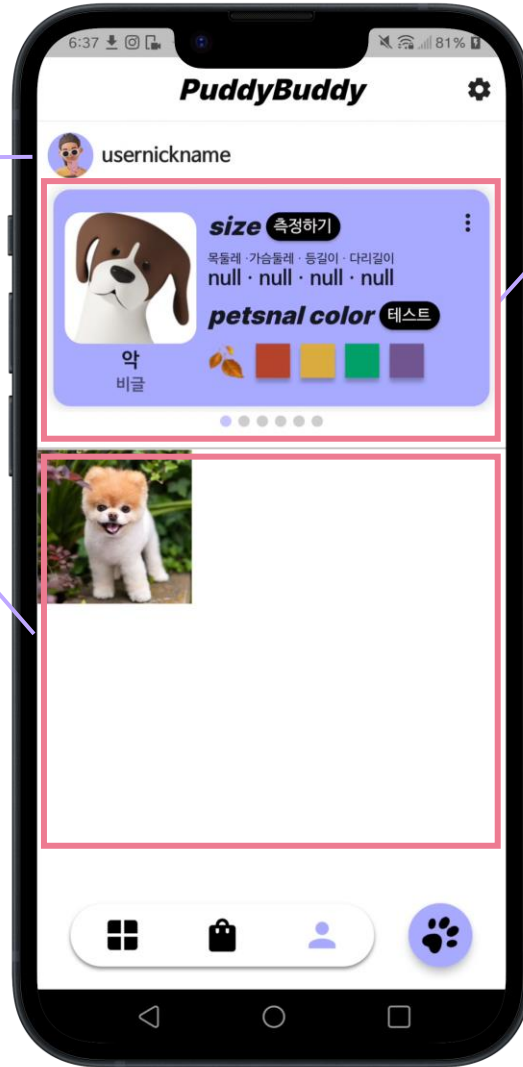 6:37
81%
PuddyBuddy
usernickname
size 측정하기
목둘레 · 가슴둘레 · 등길이 · 다리길이
null · null · null · null
petsnal color 테스트
악
비글